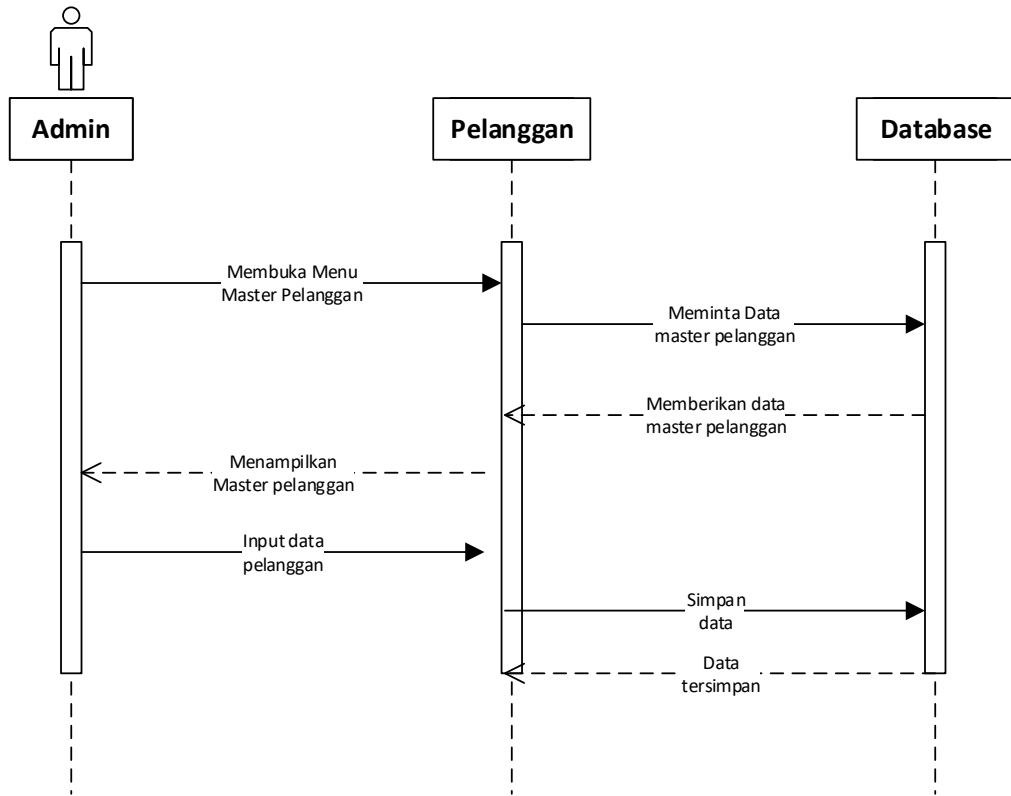 Admin
Pelanggan
Database
Membuka Menu
Master Pelanggan
Meminta Data
master pelanggan
Memberikan data
master pelanggan
Menampilkan
Master pelanggan
Input data
pelanggan
Simpan
data
Data
tersimpan